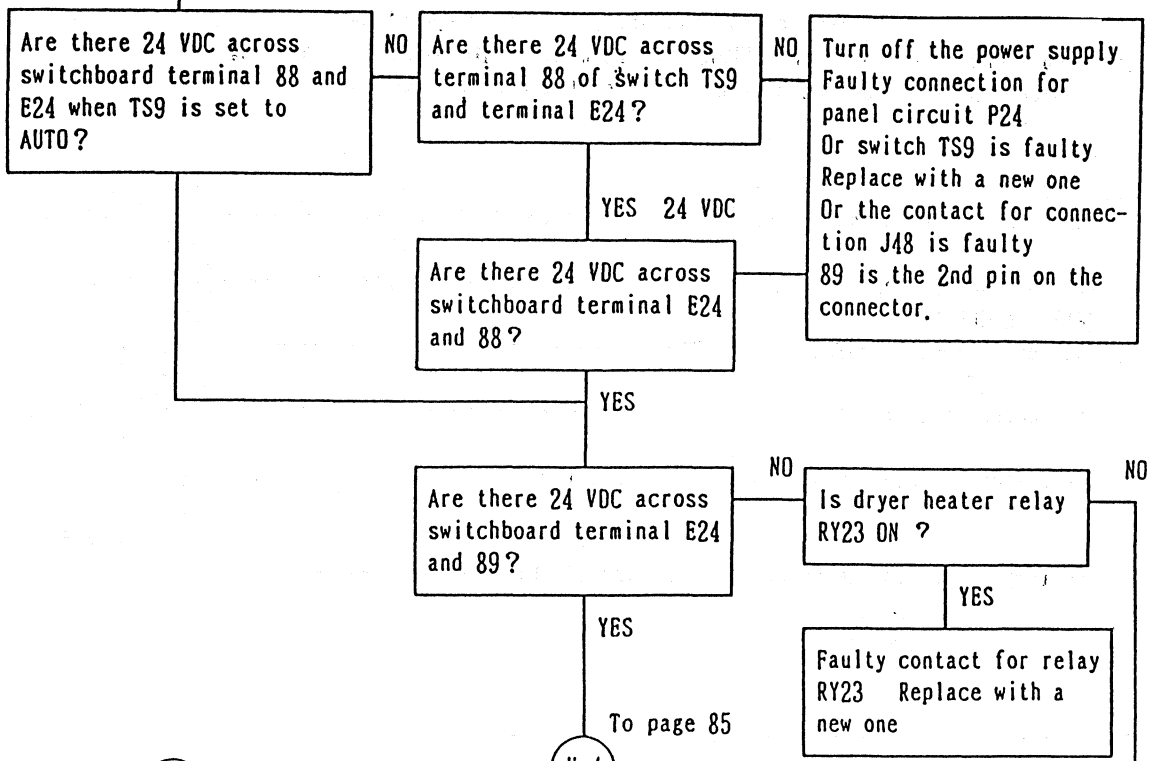 Are there 24 VDC across
switchboard terminal 88 and
E24 when TS9 is set to
AUTO?
NO
Are there 24 VDC across
terminal 88 of switch TS9
and terminal E24?
NO
Turn off the power supply
Faulty connection for
panel circuit P24
Or switch TS9 is faulty
Replace with a new one
Or the contact for connec-
tion J48 is faulty
89 is the 2nd pin on the
connector.
YES 24 VDC
Are there 24 VDC across
switchboard terminal E24
and 88?
YES
Are there 24 VDC across
switchboard terminal E24
and 89?
NO
Is dryer heater relay
RY23 ON ?
NO
YES
YES
Faulty contact for relay
RY23 Replace with a
new one
To page 85